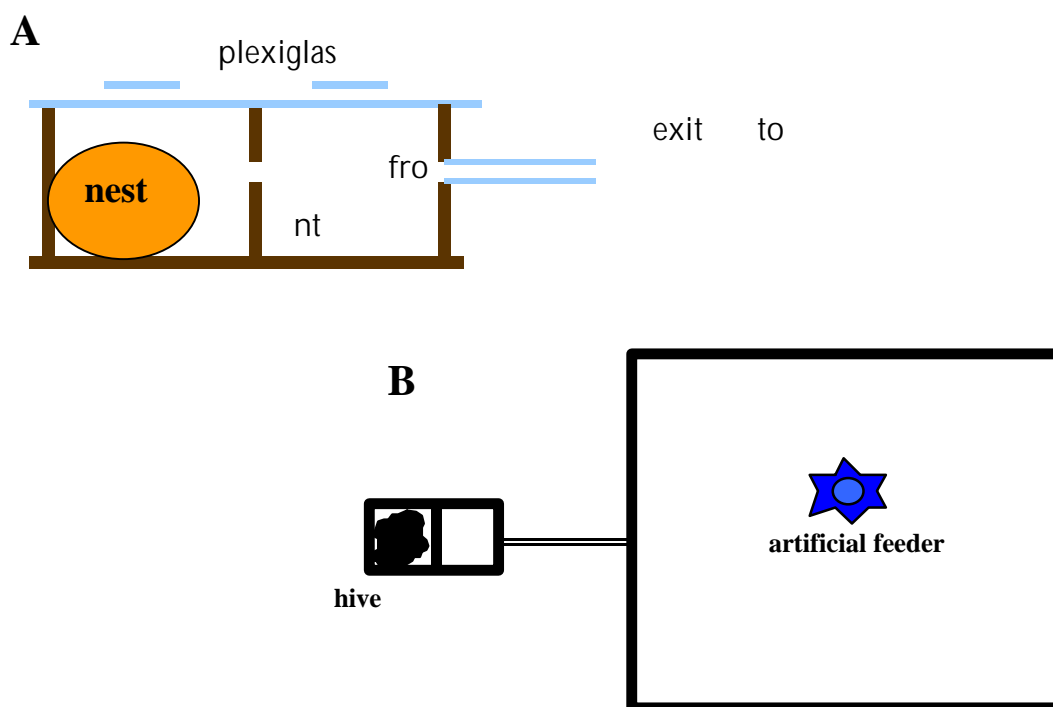 A
plexiglas
exit to
fro
nt
nest
B
artificial feeder
hive